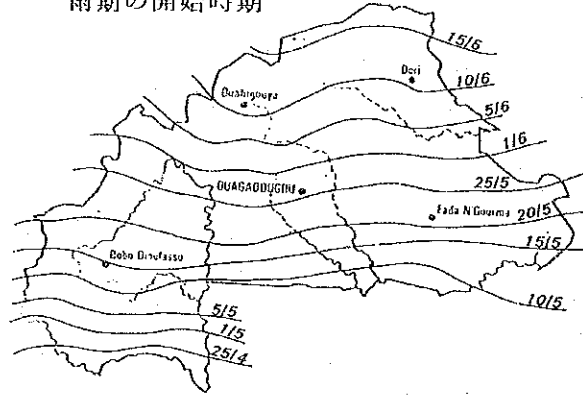 雨期の開始時期
15/6
Dori
10/6
Ouahigouya
5/6
1/6
OUAGADOUGOU
25/5
Fada N'Gourma
20/5
15/5
Bobo Dioulasso
10/5
5/5
1/5
25/4